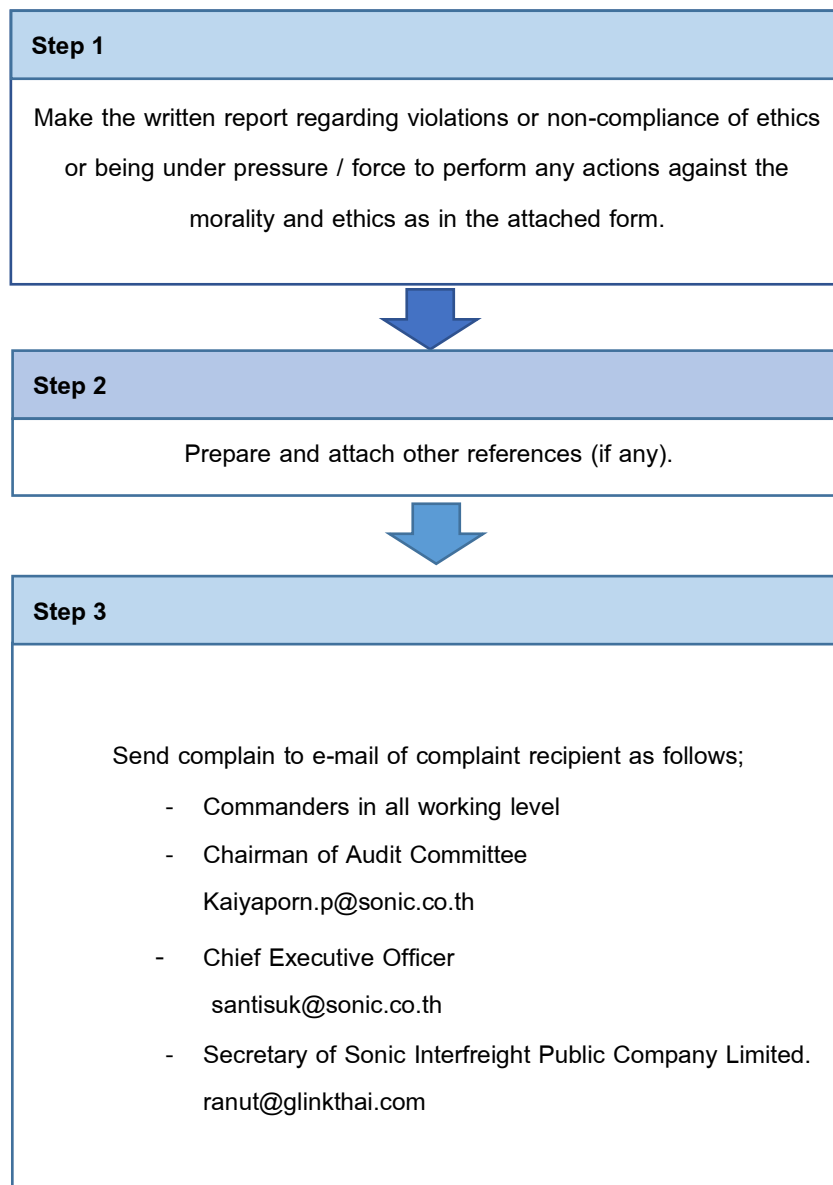 Step 1
Make the written report regarding violations or non-compliance of ethics
or being under pressure / force to perform any actions against the
morality and ethics as in the attached form.
Step 2
Prepare and attach other references (if any).
Step 3
Send complain to e-mail of complaint recipient as follows;
- Commanders in all working level
- Chairman of Audit Committee
Kaiyaporn.p@sonic.co.th
- Chief Executive Officer
santisuk@sonic.co.th
- Secretary of Sonic Interfreight Public Company Limited.
ranut@glinkthai.com